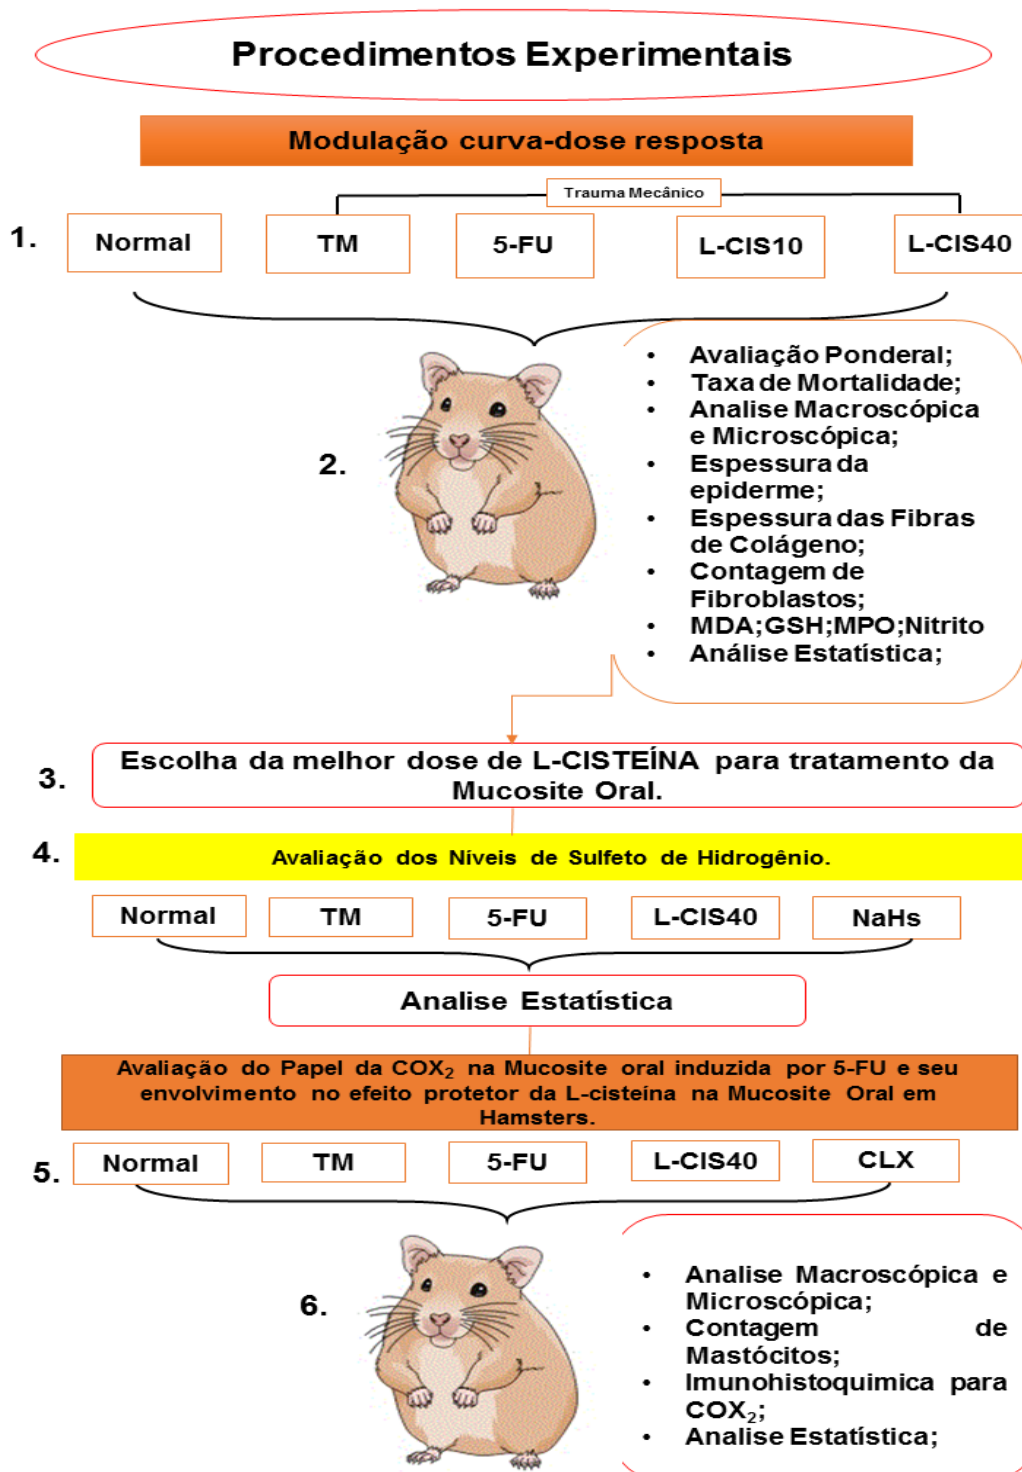 Procedimentos Experimentais
Modulação curva-dose resposta
Trauma Mecânico
1.
Normal
TM
5-FU
L-CIS10
L-CIS40
2.
• Avaliação Ponderal;
• Taxa de Mortalidade;
• Analise Macroscópica
e Microscópica;
• Espessura da
epiderme;
• Espessura das Fibras
de Colágeno;
• Contagem de
Fibroblastos;
• MDA;GSH;MPO;Nitrito
• Análise Estatística;
3.
Escolha da melhor dose de L-CISTEÍNA para tratamento da
Mucosite Oral.
4.
Avaliação dos Níveis de Sulfeto de Hidrogênio.
Normal
TM
5-FU
L-CIS40
NaHs
Analise Estatística
Avaliação do Papel da COX₂ na Mucosite oral induzida por 5-FU e seu
envolvimento no efeito protetor da L-cisteína na Mucosite Oral em
Hamsters.
5.
Normal
TM
5-FU
L-CIS40
CLX
6.
• Analise Macroscópica e
Microscópica;
• Contagem de
Mastócitos;
• Imunohistoquimica para
COX₂;
• Analise Estatística;